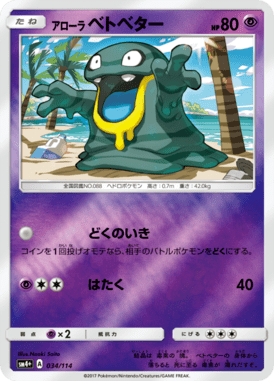 たね アローラ ベトベター HP80
全国図鑑NO.088 ヘドロポケモン 高さ:0.7m 重さ:42.0kg
どくのいき
コインを1回投げオモテなら、相手のバトルポケモンをどくにする。
はたく 40
弱点 ×2 抵抗力 にげる
illus.Naoki Saito
SM4+ A 034/114
©2017 Pokémon/Nintendo/Creatures/GAME FREAK.